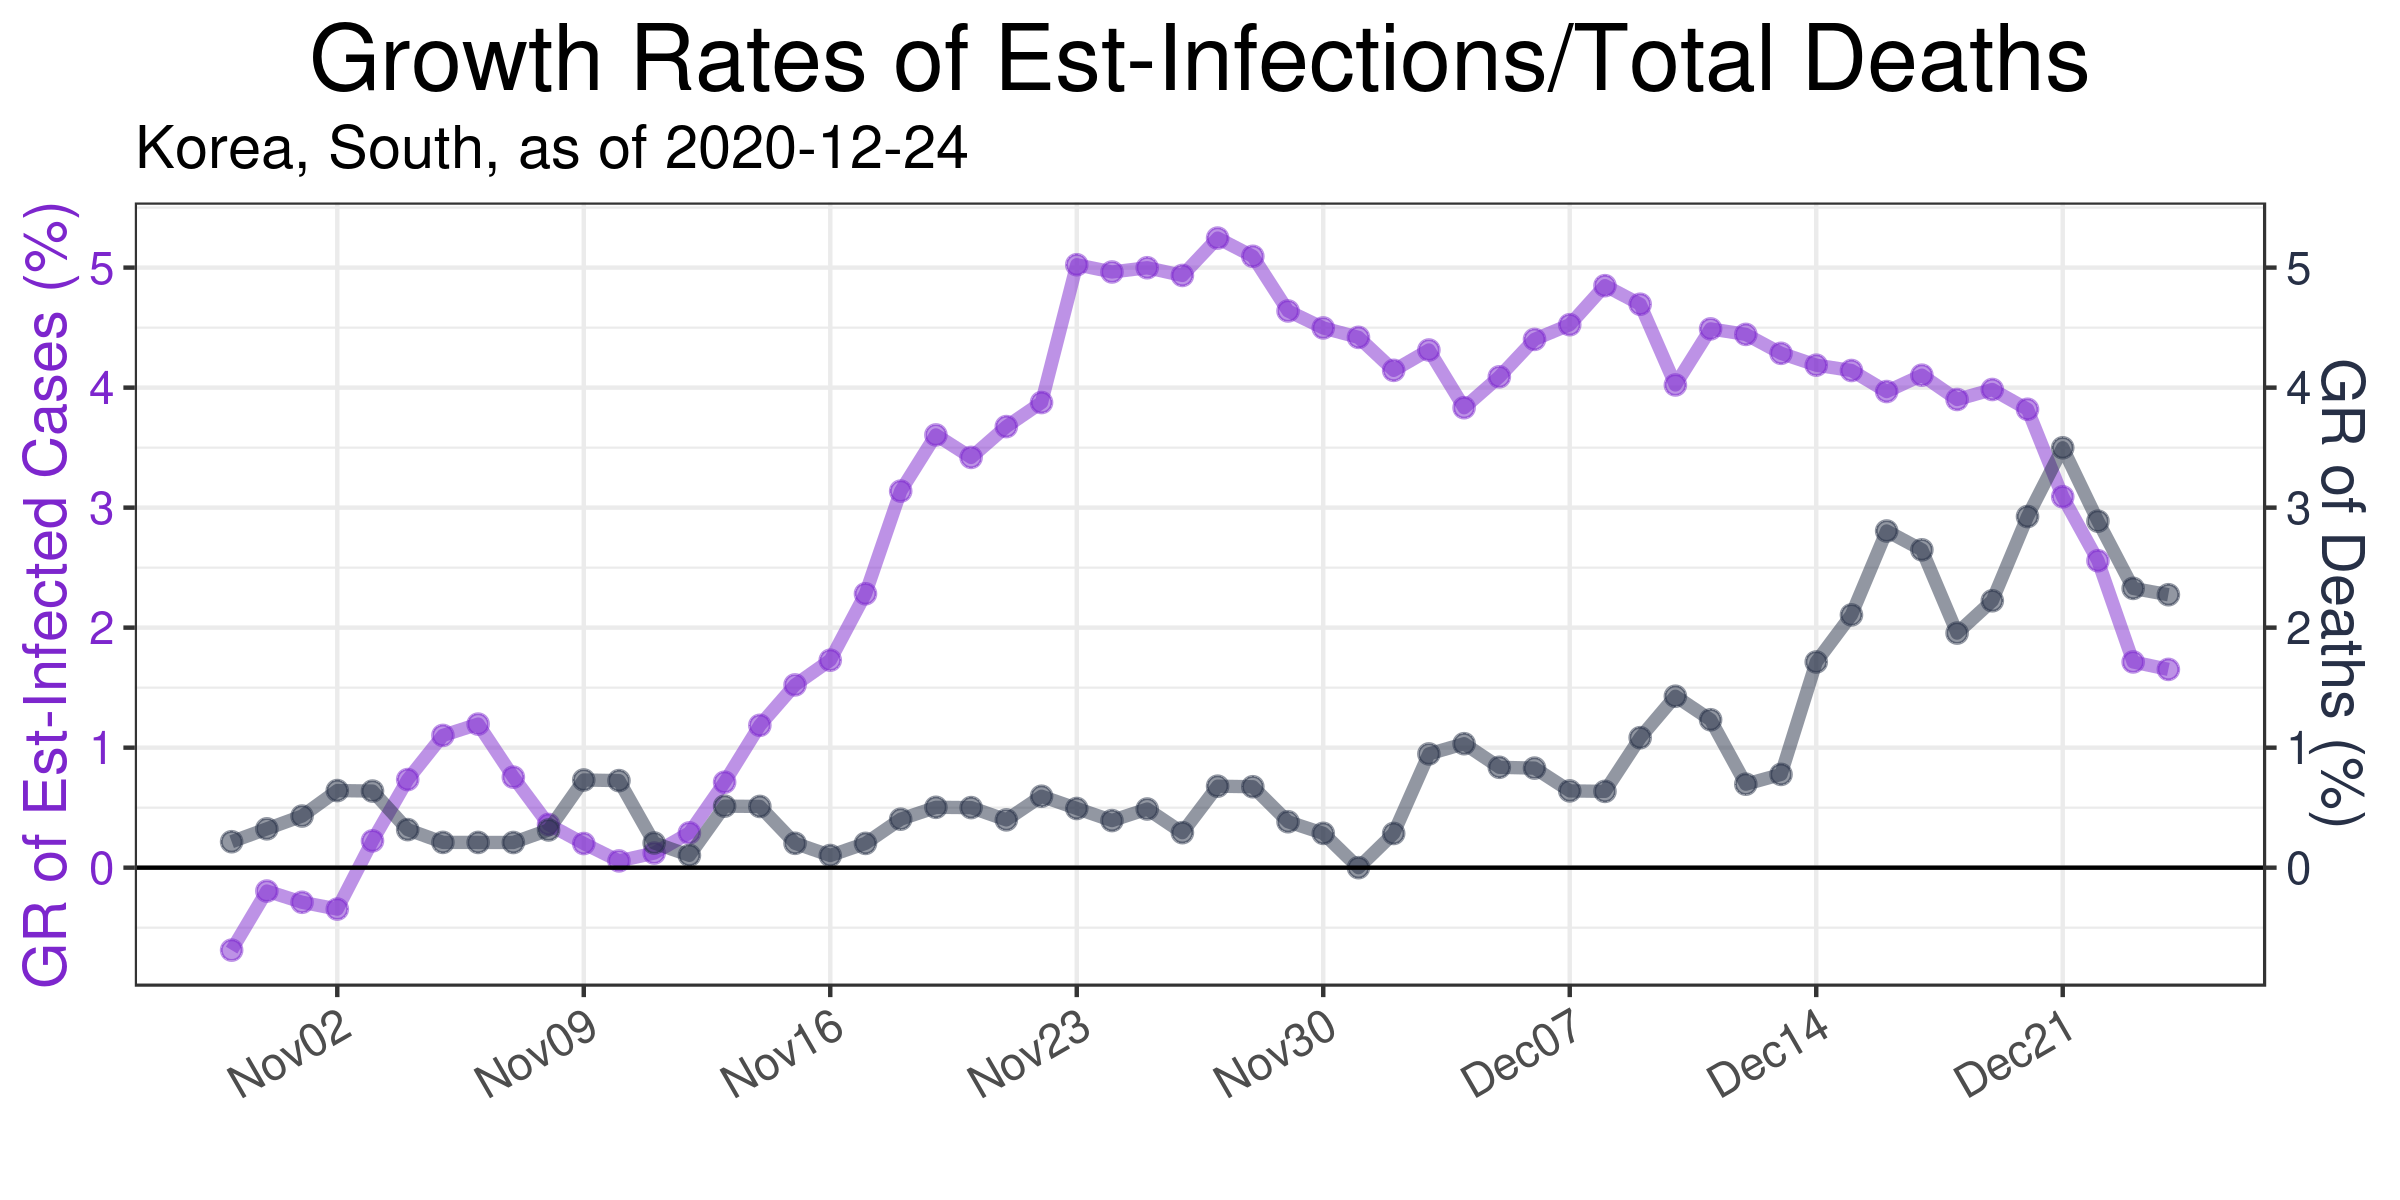 Growth Rates of Est-Infections/Total Deaths
Korea, South, as of 2020-12-24
GR of Est-Infected Cases (%)
5
4
3
2
1
0
5
4
3
2
1
0
GR of Deaths (%)
Nov02
Nov09
Nov16
Nov23
Nov30
Dec07
Dec14
Dec21